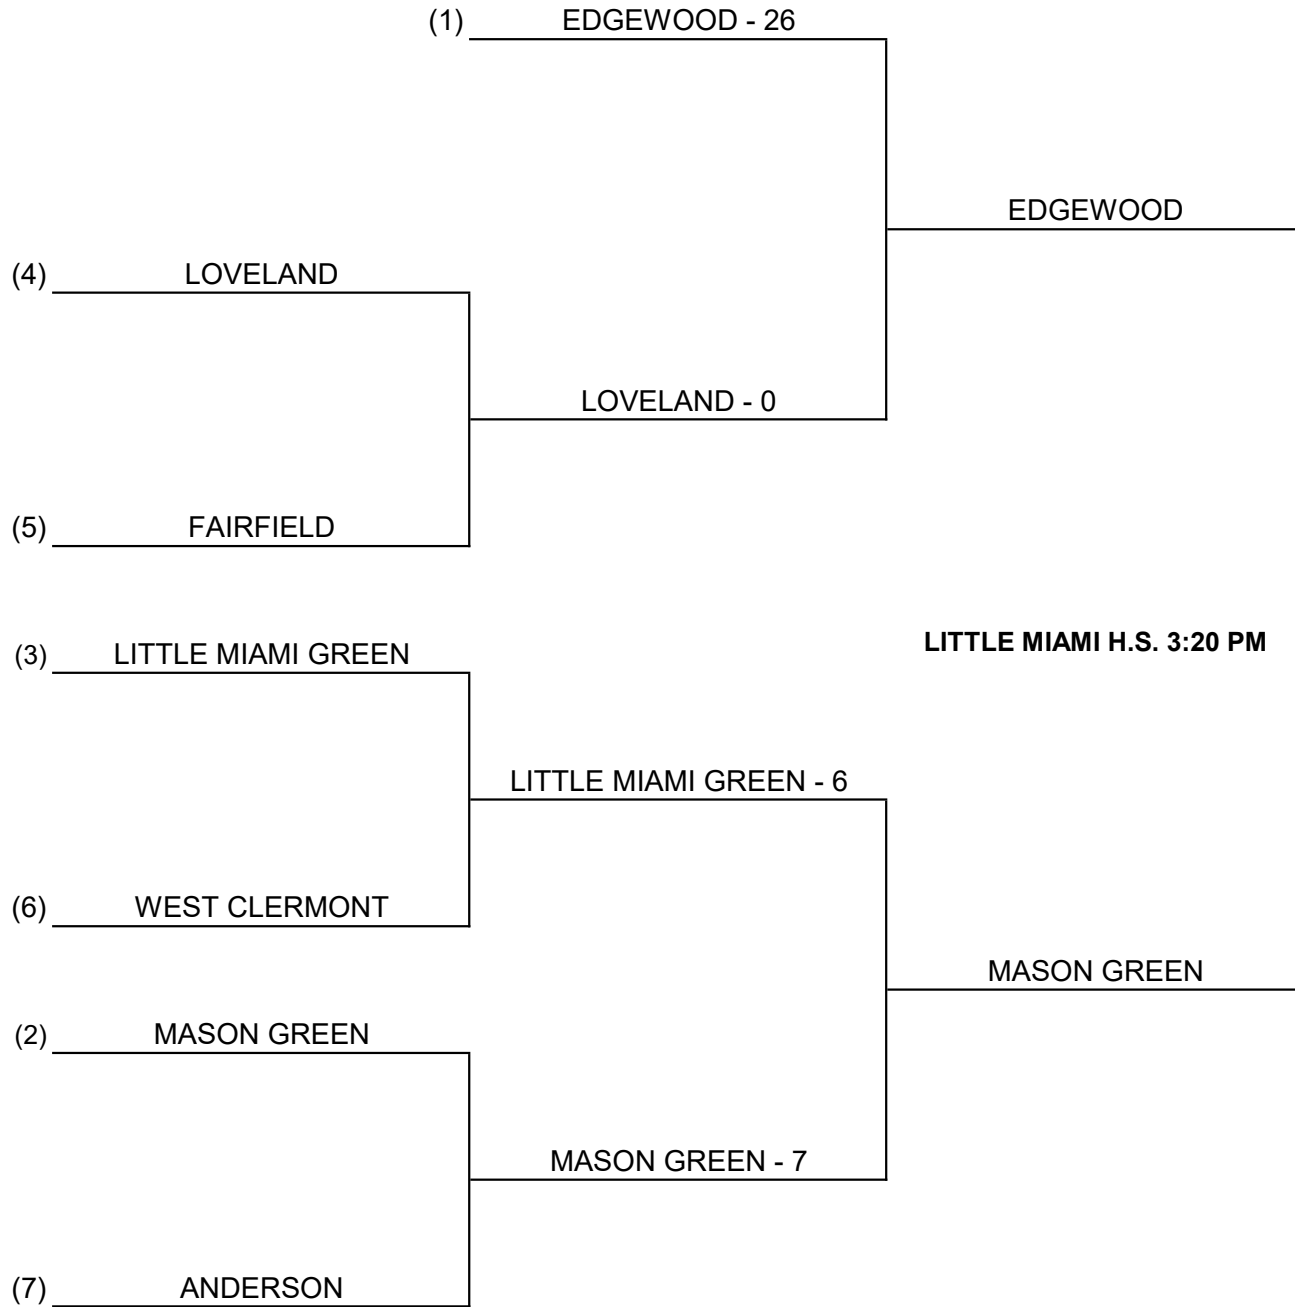 (1) EDGEWOOD - 26
EDGEWOOD
(4) LOVELAND
LOVELAND - 0
(5) FAIRFIELD
LITTLE MIAMI H.S. 3:20 PM
(3) LITTLE MIAMI GREEN
LITTLE MIAMI GREEN - 6
(6) WEST CLERMONT
MASON GREEN
(2) MASON GREEN
MASON GREEN - 7
(7) ANDERSON